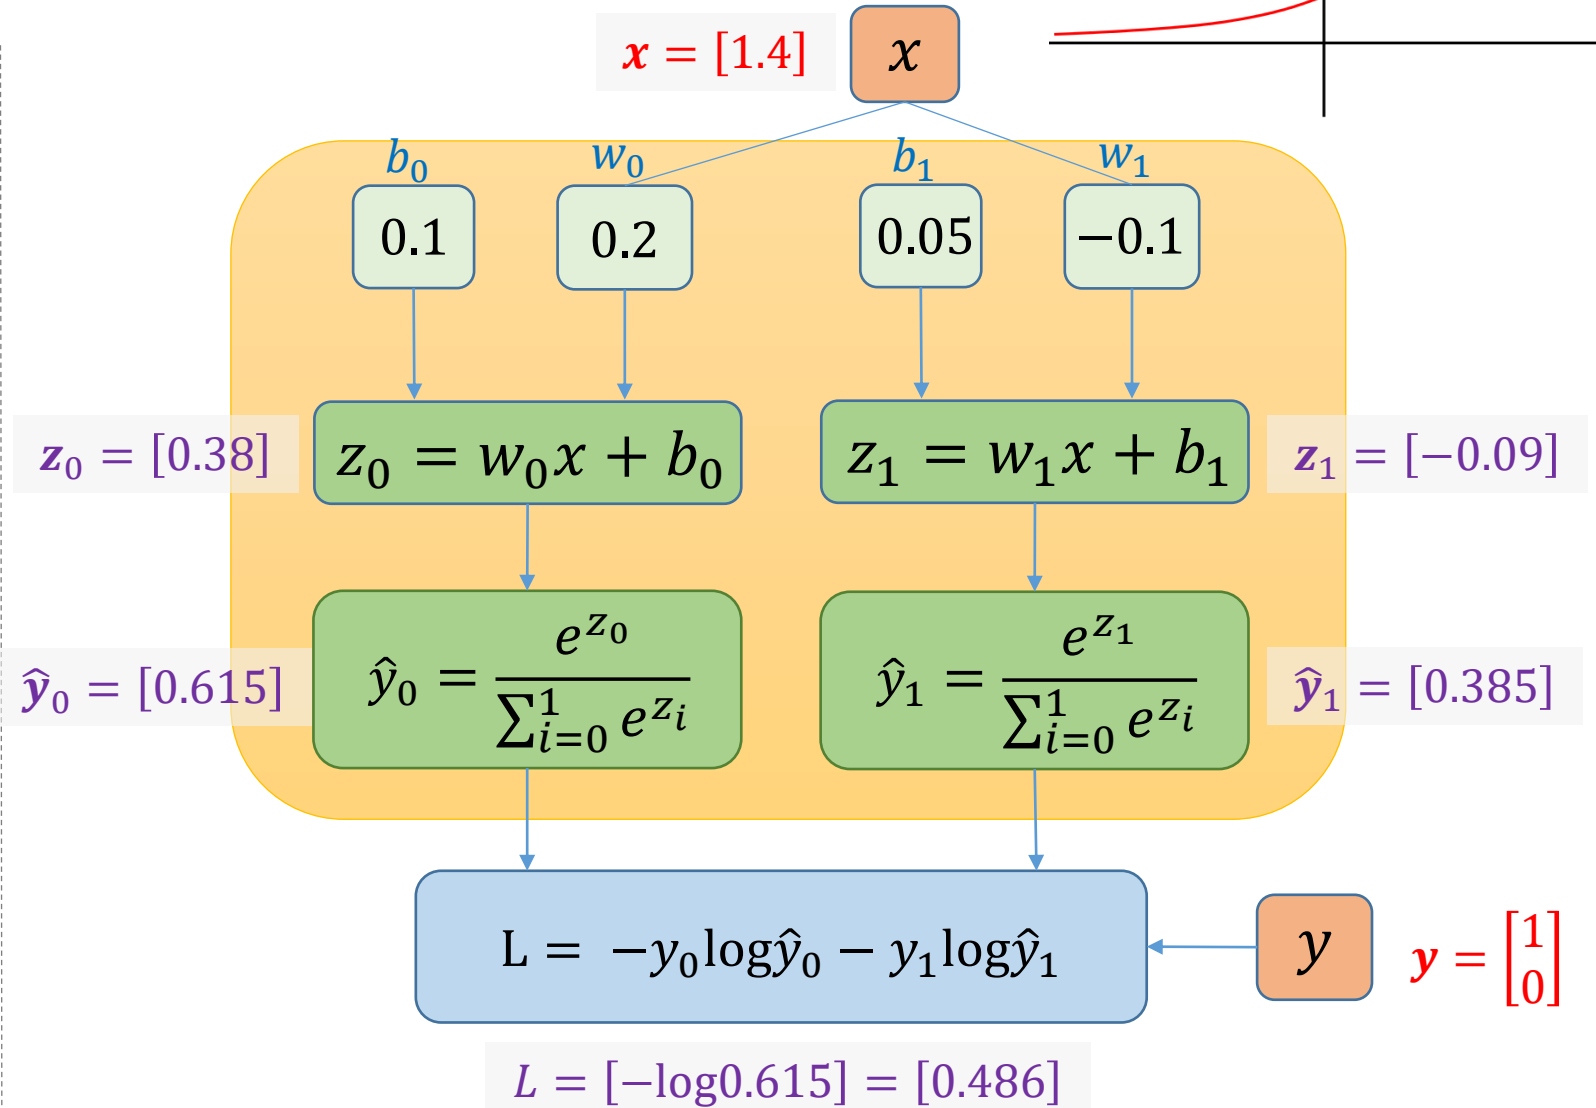 𝒙 = [1.4]
x
b₀ w₀ b₁ w₁
0.1 0.2 0.05 −0.1
𝒛₀ = [0.38] z₀ = w₀x + b₀ z₁ = w₁x + b₁ 𝒛₁ = [−0.09]
ŷ₀ = [0.615] ŷ₀ = e^{z₀} / ∑_{i=0}^{1} e^{z_i} ŷ₁ = e^{z₁} / ∑_{i=0}^{1} e^{z_i} ŷ₁ = [0.385]
L = −y₀logŷ₀ − y₁logŷ₁ y 𝒚 = [1 0]
L = [−log0.615] = [0.486]